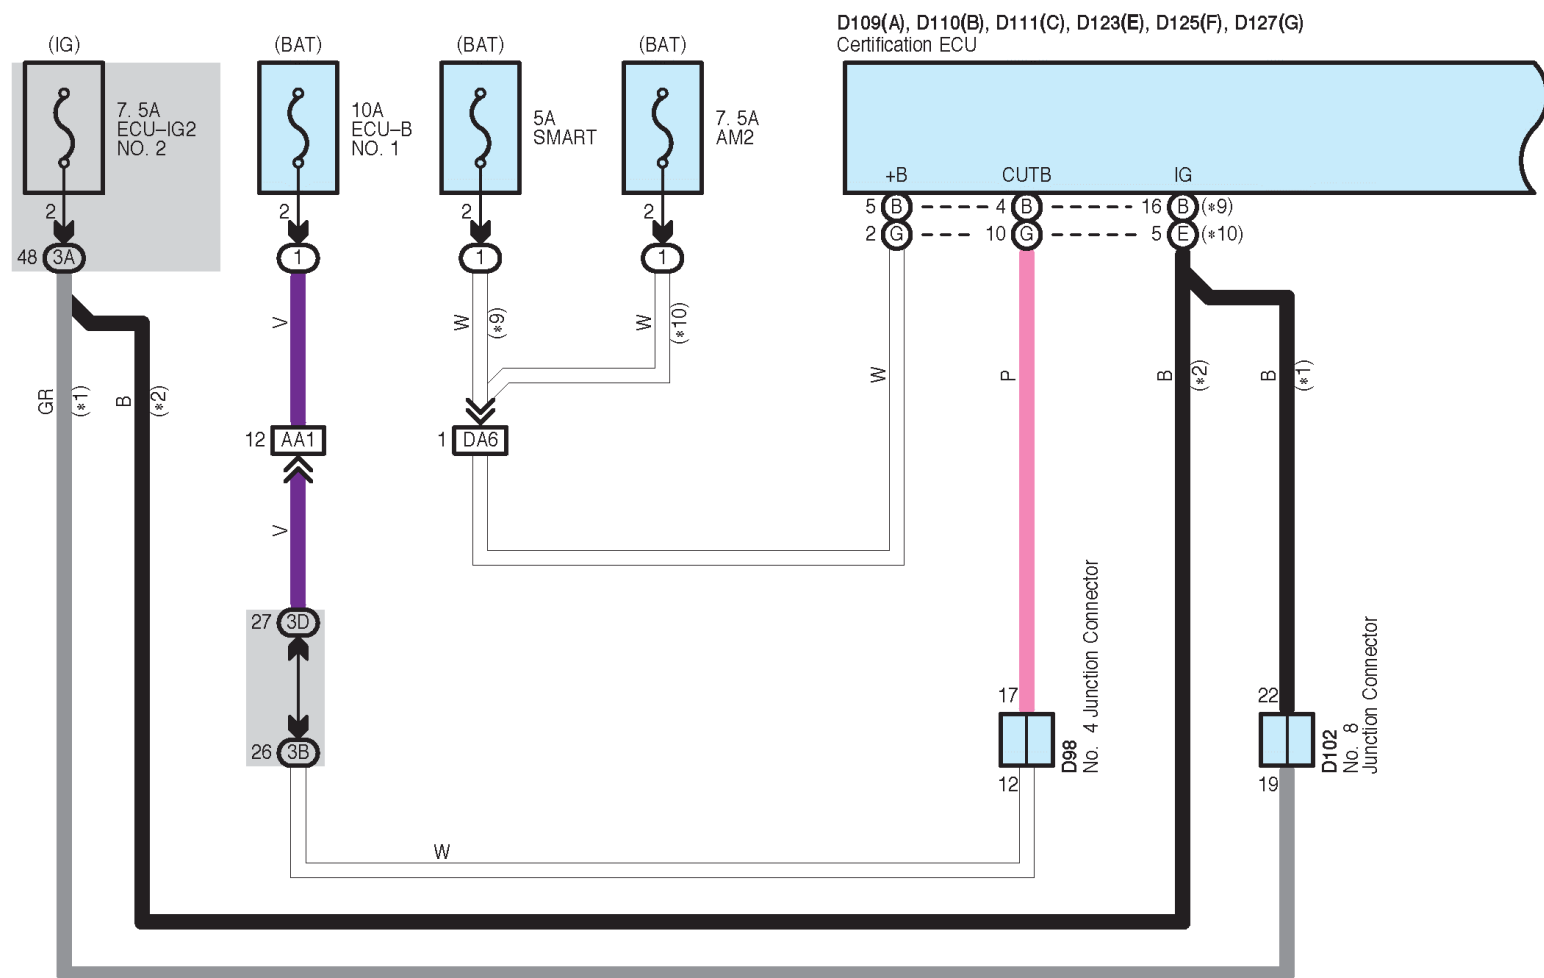 D109(A), D110(B), D111(C), D123(E), D125(F), D127(G)
Certification ECU
(IG)
(BAT)
(BAT)
(BAT)
7. 5A
ECU–IG2
NO. 2
10A
ECU–B
NO. 1
5A
SMART
7. 5A
AM2
+B
CUTB
IG
2
2
2
2
5 B
4 B
16 B (*9)
2 G
10 G
5 E (*10)
48 3A
1
1
1
V
W
(*9)
W
(*10)
GR
(*1)
B
(*2)
W
P
B
(*2)
B
(*1)
12 AA1
1 DA6
V
27 3D
26 3B
17
12
D98
No. 4 Junction Connector
22
19
D102
No. 8
Junction Connector
W